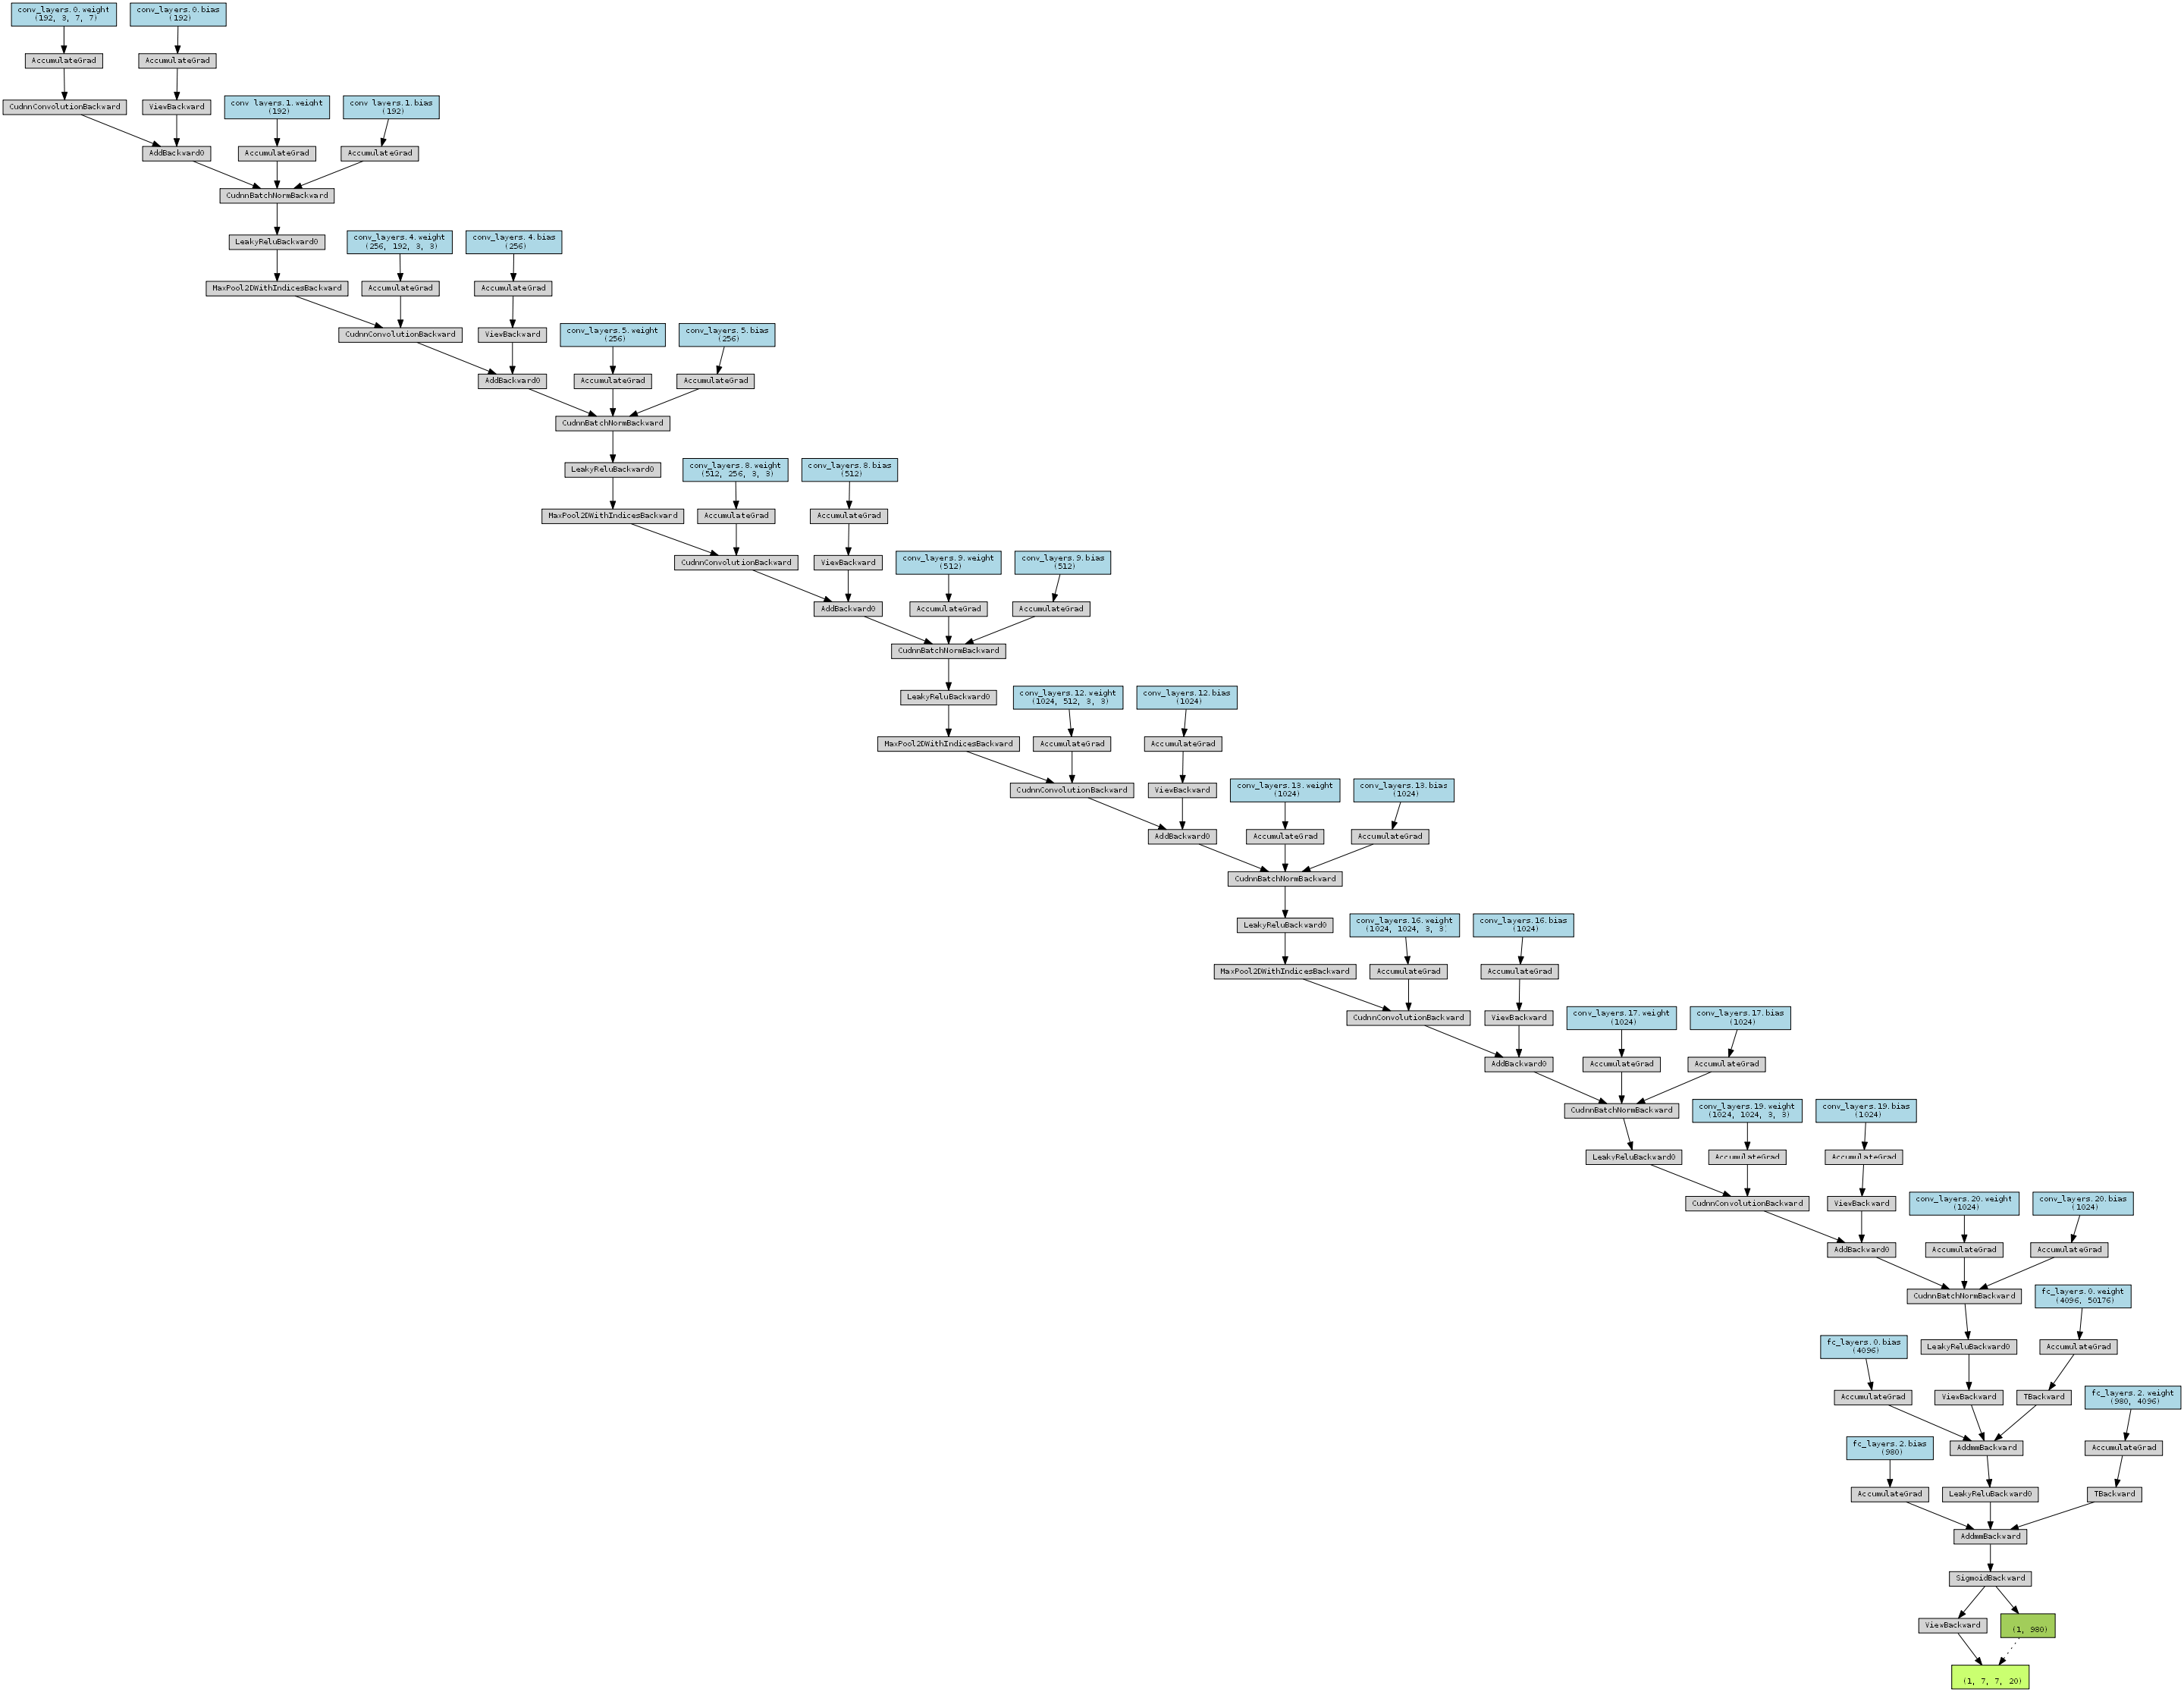 conv_layers.0.weight
(192, 3, 7, 7)
conv_layers.0.bias
(192)
AccumulateGrad
AccumulateGrad
CudnnConvolutionBackward
ViewBackward
conv_layers.1.weight
(192)
conv_layers.1.bias
(192)
AddBackward0
AccumulateGrad
AccumulateGrad
CudnnBatchNormBackward
LeakyReluBackward0
conv_layers.4.weight
(256, 192, 3, 3)
conv_layers.4.bias
(256)
MaxPool2DWithIndicesBackward
AccumulateGrad
AccumulateGrad
CudnnConvolutionBackward
ViewBackward
conv_layers.5.weight
(256)
conv_layers.5.bias
(256)
AddBackward0
AccumulateGrad
AccumulateGrad
CudnnBatchNormBackward
LeakyReluBackward0
conv_layers.8.weight
(512, 256, 3, 3)
conv_layers.8.bias
(512)
MaxPool2DWithIndicesBackward
AccumulateGrad
AccumulateGrad
CudnnConvolutionBackward
ViewBackward
conv_layers.9.weight
(512)
conv_layers.9.bias
(512)
AddBackward0
AccumulateGrad
AccumulateGrad
CudnnBatchNormBackward
LeakyReluBackward0
conv_layers.12.weight
(1024, 512, 3, 3)
conv_layers.12.bias
(1024)
MaxPool2DWithIndicesBackward
AccumulateGrad
AccumulateGrad
CudnnConvolutionBackward
ViewBackward
conv_layers.13.weight
(1024)
conv_layers.13.bias
(1024)
AddBackward0
AccumulateGrad
AccumulateGrad
CudnnBatchNormBackward
LeakyReluBackward0
conv_layers.16.weight
(1024, 1024, 3, 3)
conv_layers.16.bias
(1024)
MaxPool2DWithIndicesBackward
AccumulateGrad
AccumulateGrad
CudnnConvolutionBackward
ViewBackward
conv_layers.17.weight
(1024)
conv_layers.17.bias
(1024)
AddBackward0
AccumulateGrad
AccumulateGrad
CudnnBatchNormBackward
conv_layers.19.weight
(1024, 1024, 3, 3)
conv_layers.19.bias
(1024)
LeakyReluBackward0
AccumulateGrad
AccumulateGrad
CudnnConvolutionBackward
ViewBackward
conv_layers.20.weight
(1024)
conv_layers.20.bias
(1024)
AddBackward0
AccumulateGrad
AccumulateGrad
CudnnBatchNormBackward
fc_layers.0.weight
(4096, 50176)
fc_layers.0.bias
(4096)
LeakyReluBackward0
AccumulateGrad
AccumulateGrad
ViewBackward
TBackward
fc_layers.2.weight
(980, 4096)
fc_layers.2.bias
(980)
AddmmBackward
AccumulateGrad
AccumulateGrad
LeakyReluBackward0
TBackward
AddmmBackward
SigmoidBackward
ViewBackward
(1, 980)
(1, 7, 7, 20)